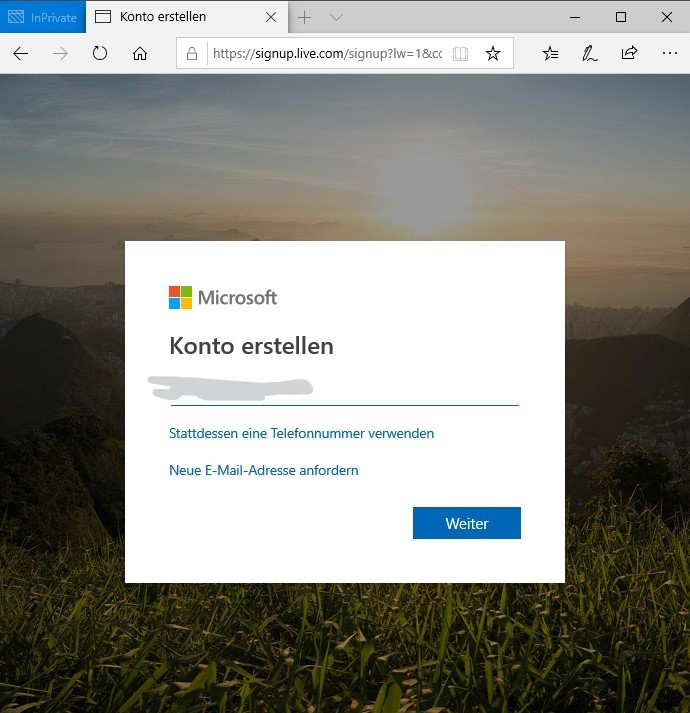 InPrivate
Konto erstellen
https://signup.live.com/signup?lw=1&cc
Microsoft
Konto erstellen
Stattdessen eine Telefonnummer verwenden
Neue E-Mail-Adresse anfordern
Weiter